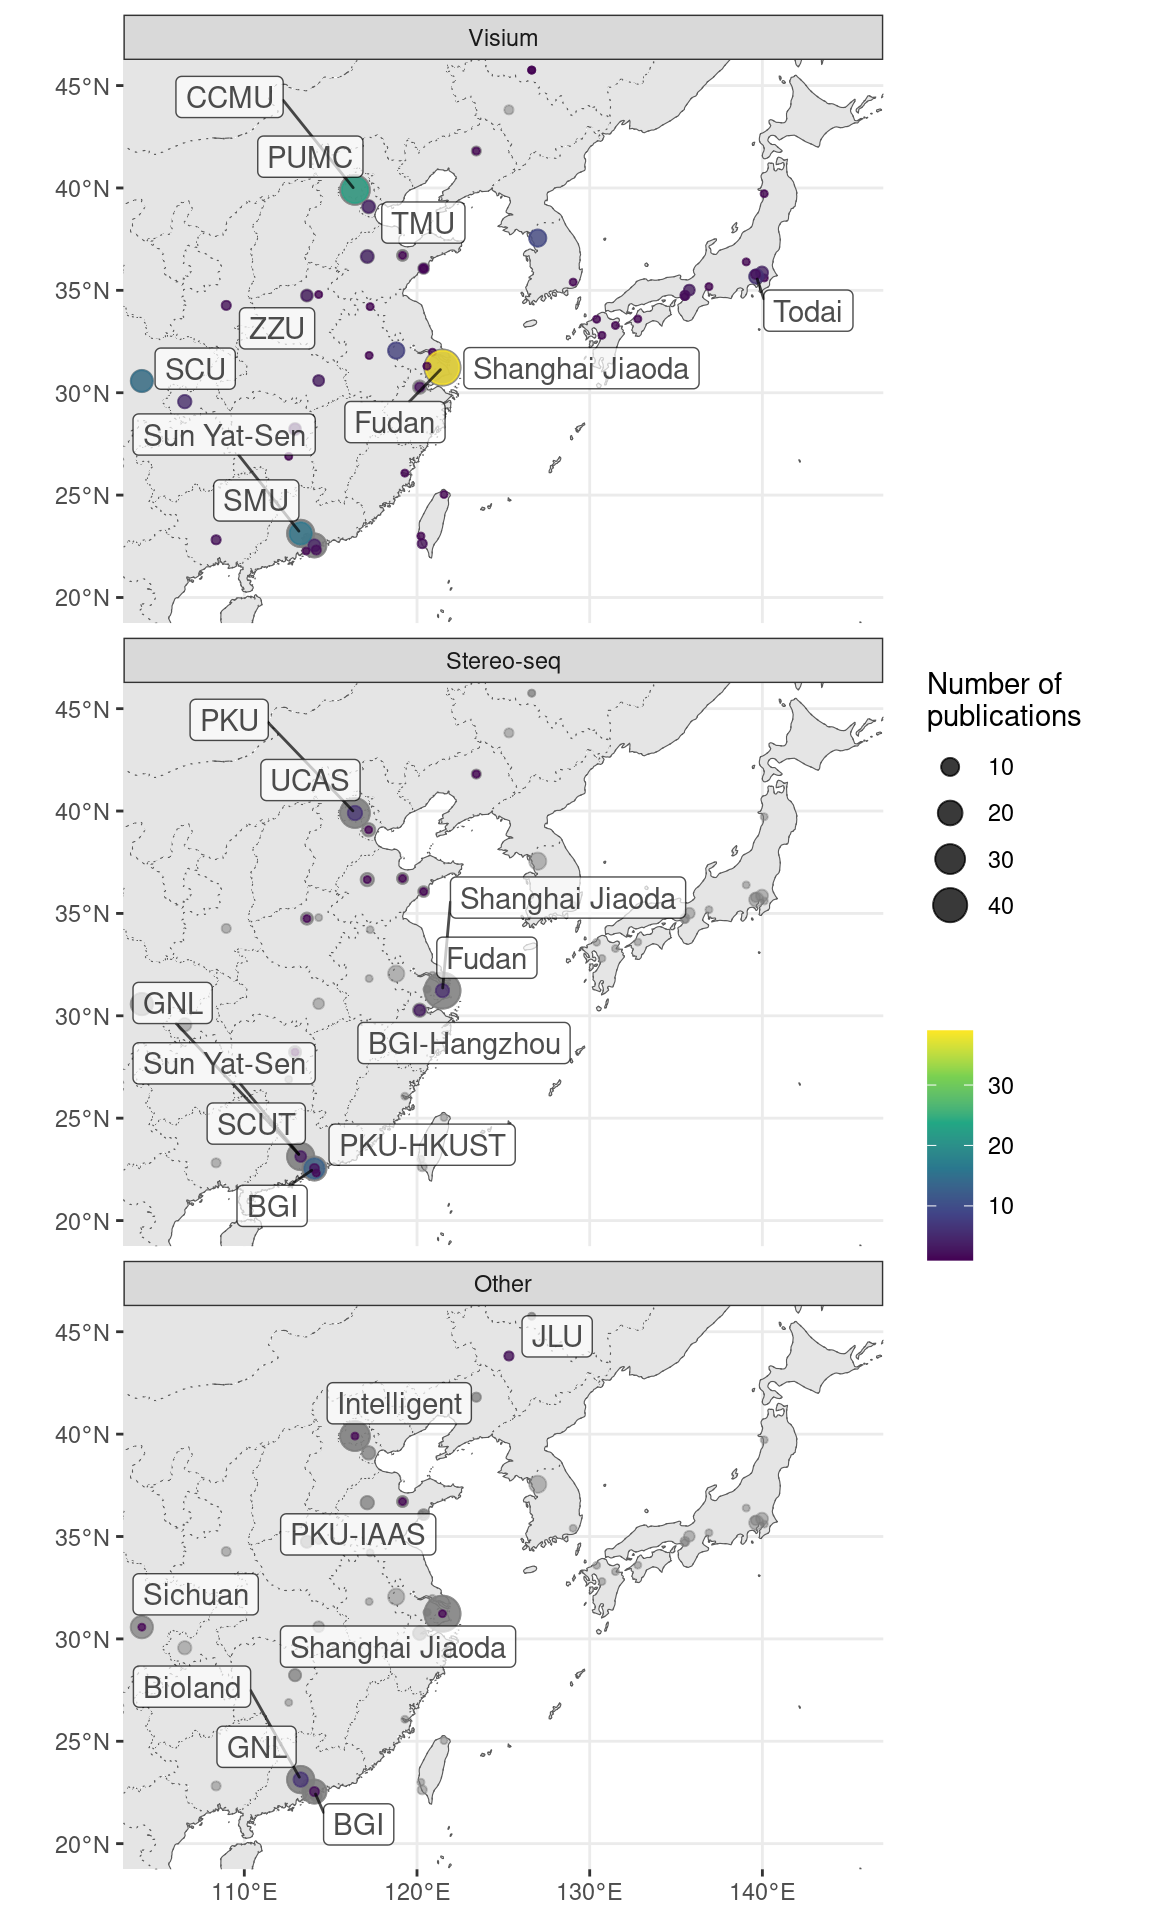 Visium
45°N
40°N
35°N
30°N
25°N
20°N
CCMU
PUMC
TMU
ZZU
Todai
SCU
Shanghai Jiaoda
Fudan
Sun Yat-Sen
SMU
Stereo-seq
45°N
40°N
35°N
30°N
25°N
20°N
PKU
UCAS
Shanghai Jiaoda
Fudan
GNL
BGI-Hangzhou
Sun Yat-Sen
SCUT
PKU-HKUST
BGI
Other
45°N
40°N
35°N
30°N
25°N
20°N
JLU
Intelligent
PKU-IAAS
Sichuan
Shanghai Jiaoda
Bioland
GNL
BGI
110°E
120°E
130°E
140°E
Number of
publications
10
20
30
40
30
20
10